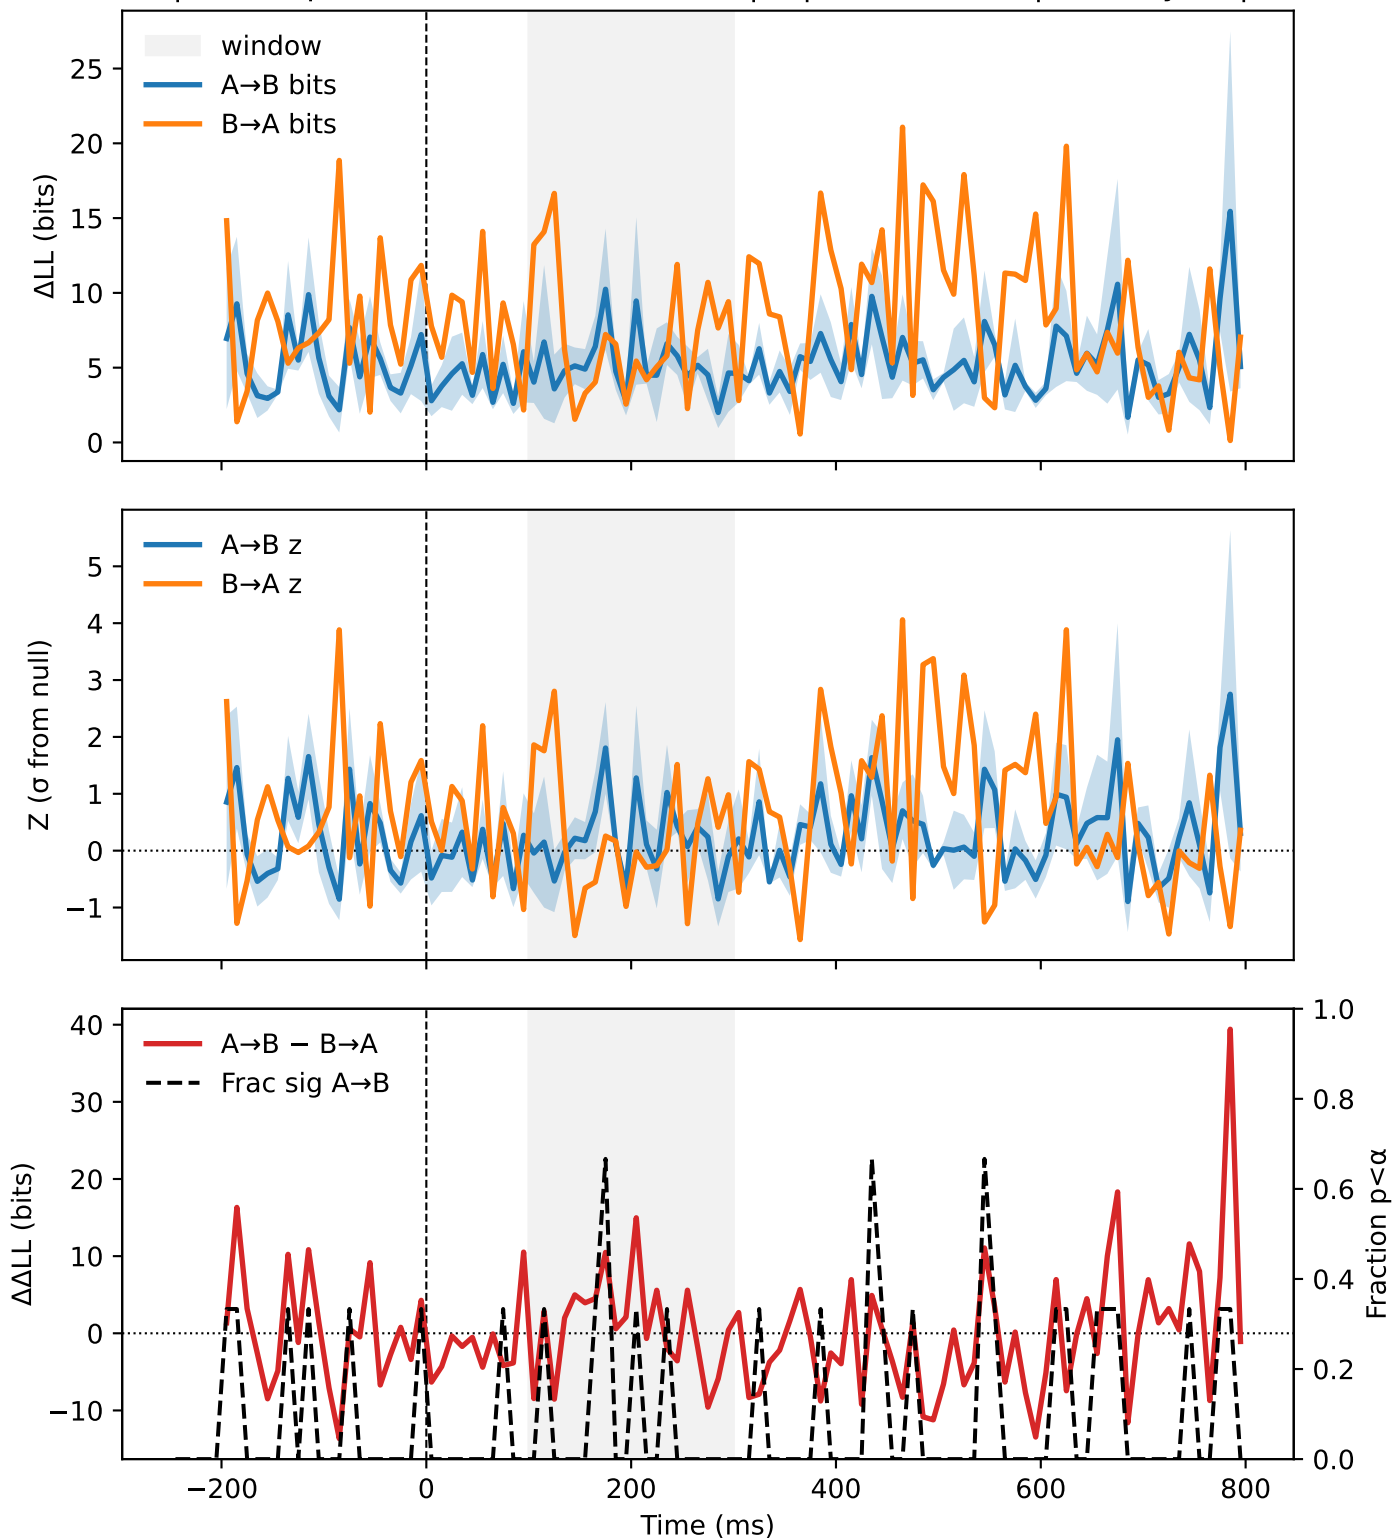 window
A→B bits
B→A bits
ΔLL (bits)
25
20
15
10
5
0
A→B z
B→A z
Z (σ from null)
5
4
3
2
1
0
−1
A→B − B→A
Frac sig A→B
ΔΔLL (bits)
40
30
20
10
0
−10
1.0
0.8
0.6
0.4
0.2
0.0
Fraction p<α
−200
0
200
400
600
800
Time (ms)